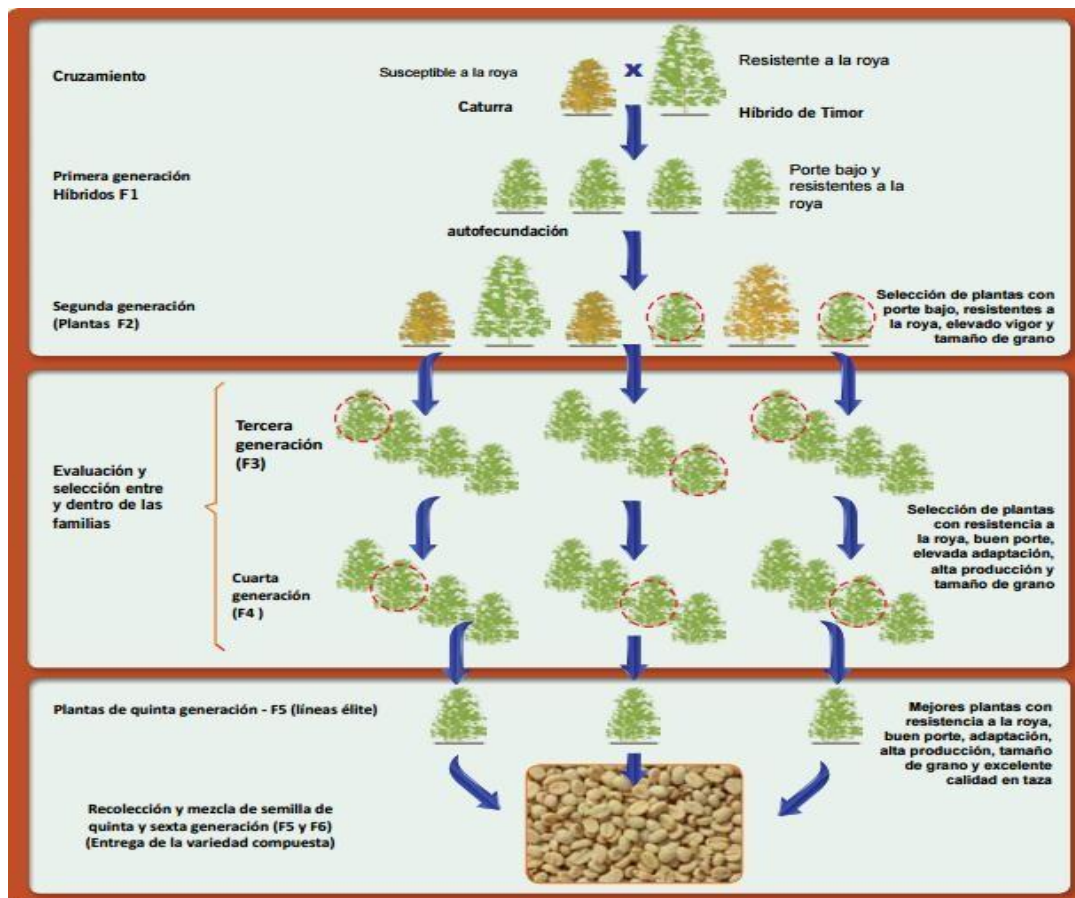 Cruzamiento
Susceptible a la roya
x
Resistente a la roya
Caturra
Híbrido de Timor
Primera generación
Híbridos F1
Porte bajo y
resistentes a la
roya
autofecundación
Segunda generación
(Plantas F2)
Selección de plantas con
porte bajo, resistentes a
la roya, elevado vigor y
tamaño de grano
Evaluación y
selección entre
y dentro de las
familias
Tercera
generación
(F3)
Cuarta
generación
(F4 )
Selección de plantas
con resistencia a
la roya, buen porte,
elevada adaptación,
alta producción y
tamaño de grano
Plantas de quinta generación - F5 (líneas élite)
Mejores plantas con
resistencia a la roya,
buen porte, adaptación,
alta producción, tamaño
de grano y excelente
calidad en taza
Recolección y mezcla de semilla de
quinta y sexta generación (F5 y F6)
(Entrega de la variedad compuesta)